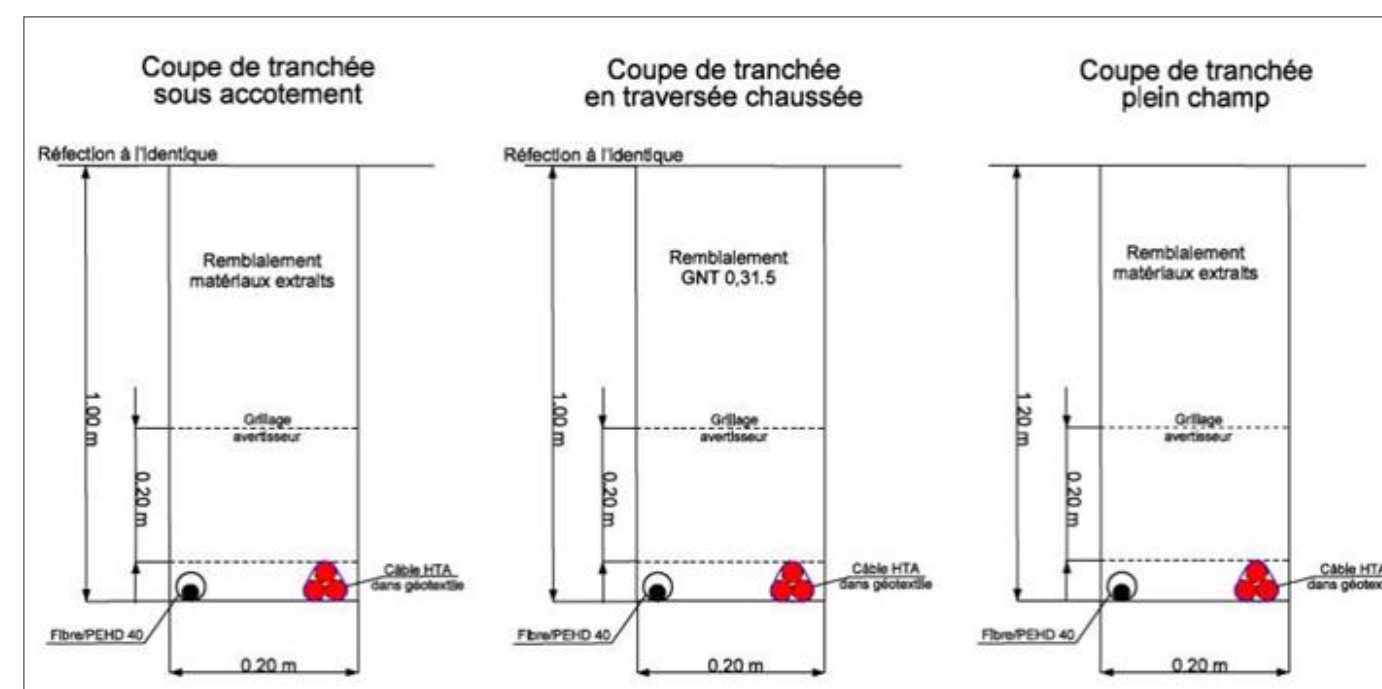 Coupe de tranchée
sous accotement
Réfection à l'identique
Remblaiement
matériaux extraits
1.00 m
Grillage
avertisseur
0.20 m
Câble HTA
dans géotextile
Fibre/PEHD 40
0.20 m
Coupe de tranchée
en traversée chaussée
Réfection à l'identique
Remblaiement
GNT 0,31.5
1.00 m
Grillage
avertisseur
0.20 m
Câble HTA
dans géotextile
Fibre/PEHD 40
0.20 m
Coupe de tranchée
plein champ
Remblaiement
matériaux extraits
1.20 m
Grillage
avertisseur
0.20 m
Câble HTA
dans géotex
Fibre/PEHD 40
0.20 m